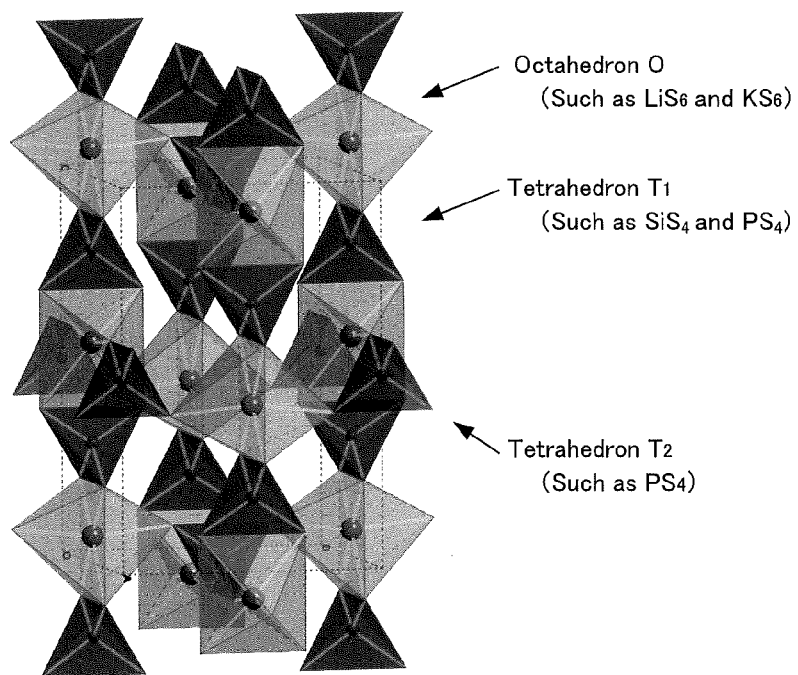 Octahedron O
(Such as LiS6 and KS6)
Tetrahedron T1
(Such as SiS4 and PS4)
Tetrahedron T2
(Such as PS4)